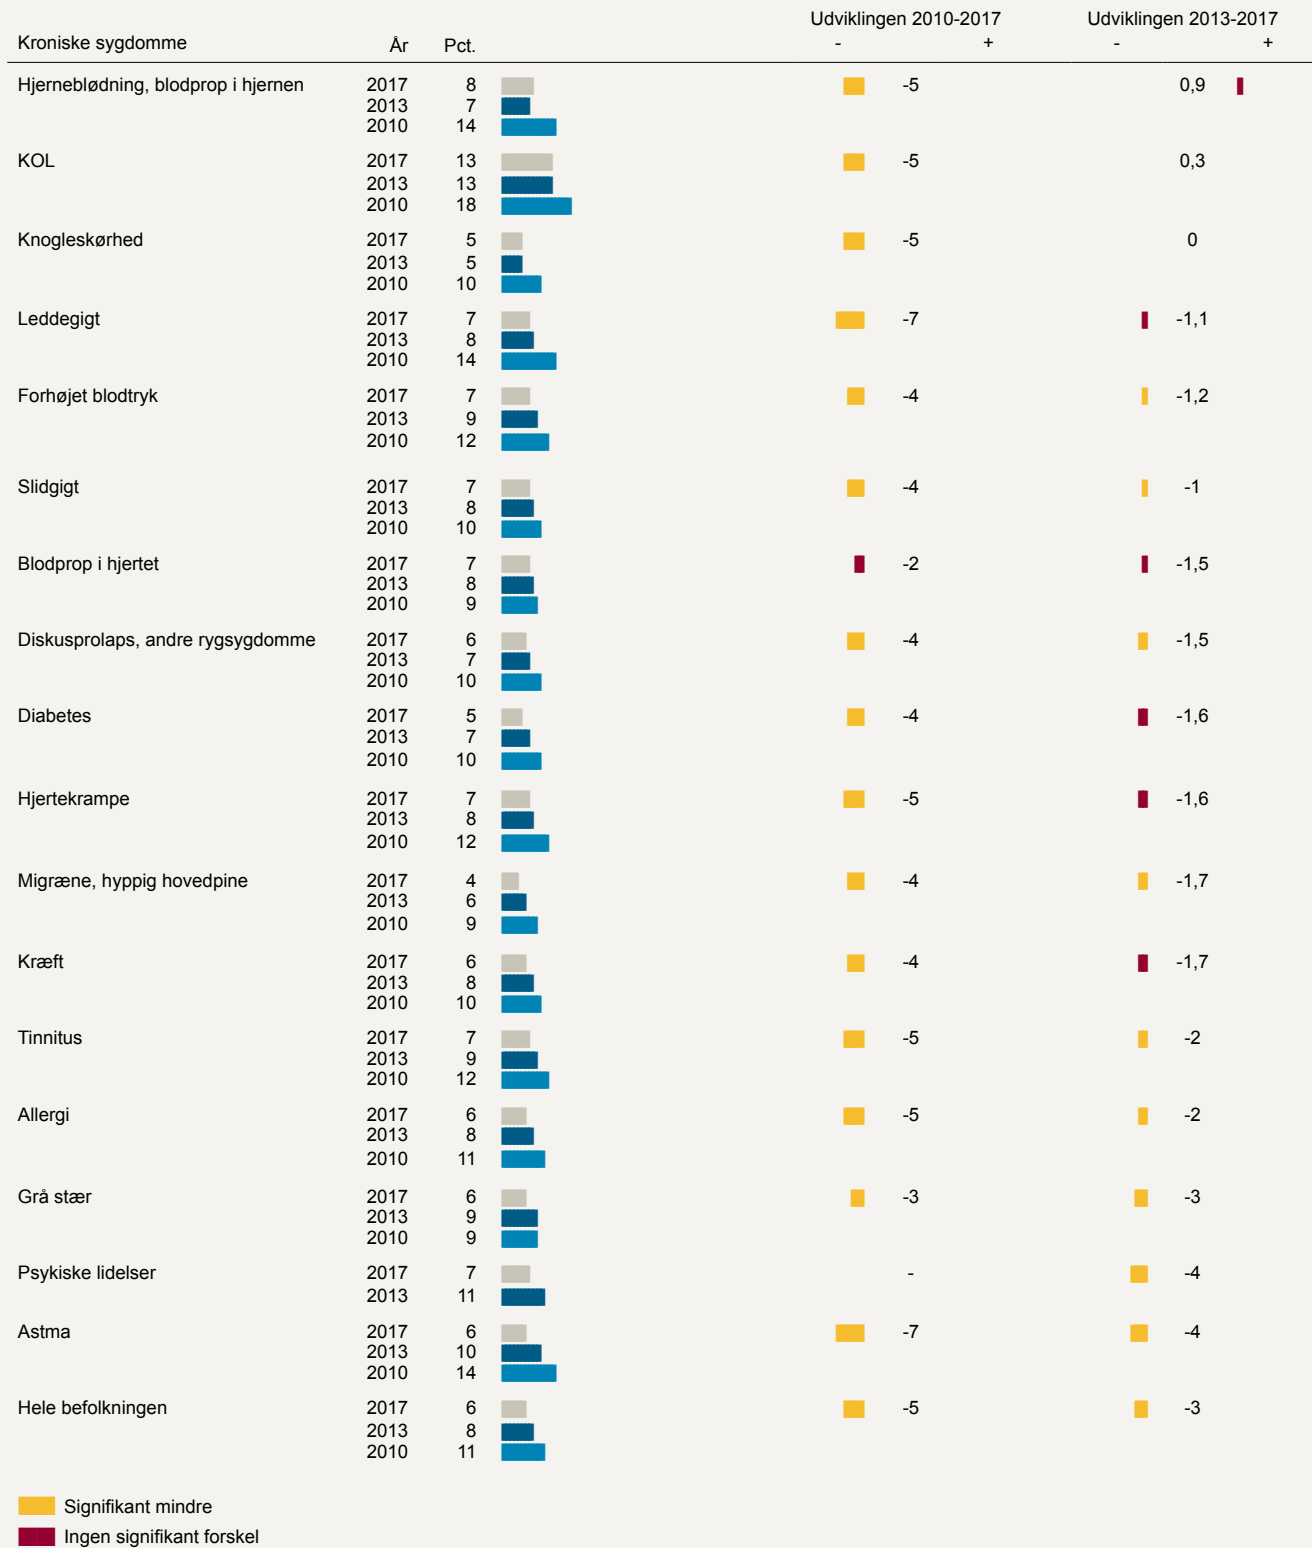 Udviklingen 2010-2017 Udviklingen 2013-2017
Kroniske sygdomme År Pct. - + - +
Hjerneblødning, blodprop i hjernen 2017 8 -5 0,9
2013 7
2010 14
KOL 2017 13 -5 0,3
2013 13
2010 18
Knogleskørhed 2017 5 -5 0
2013 5
2010 10
Leddegigt 2017 7 -7 -1,1
2013 8
2010 14
Forhøjet blodtryk 2017 7 -4 -1,2
2013 9
2010 12
Slidgigt 2017 7 -4 -1
2013 8
2010 10
Blodprop i hjertet 2017 7 -2 -1,5
2013 8
2010 9
Diskusprolaps, andre rygsygdomme 2017 6 -4 -1,5
2013 7
2010 10
Diabetes 2017 5 -4 -1,6
2013 7
2010 10
Hjertekrampe 2017 7 -5 -1,6
2013 8
2010 12
Migræne, hyppig hovedpine 2017 4 -4 -1,7
2013 6
2010 9
Kræft 2017 6 -4 -1,7
2013 8
2010 10
Tinnitus 2017 7 -5 -2
2013 9
2010 12
Allergi 2017 6 -5 -2
2013 8
2010 11
Grå stær 2017 6 -3 -3
2013 9
2010 9
Psykiske lidelser 2017 7 - -4
2013 11
Astma 2017 6 -7 -4
2013 10
2010 14
Hele befolkningen 2017 6 -5 -3
2013 8
2010 11
Signifikant mindre
Ingen signifikant forskel